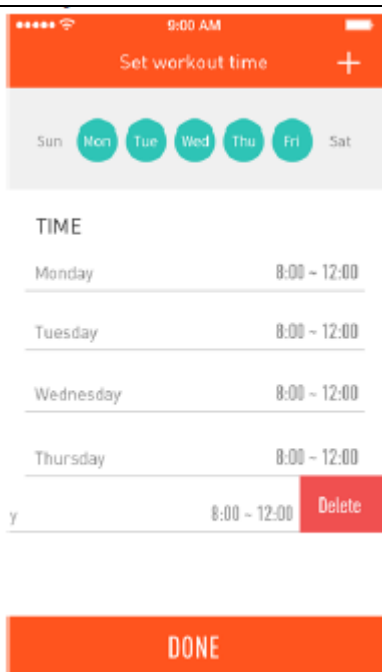 9:00 AM
Set workout time +
Sun Mon Tue Wed Thu Fri Sat
TIME
Monday 8:00 ~ 12:00
Tuesday 8:00 ~ 12:00
Wednesday 8:00 ~ 12:00
Thursday 8:00 ~ 12:00
y 8:00 ~ 12:00 Delete
DONE